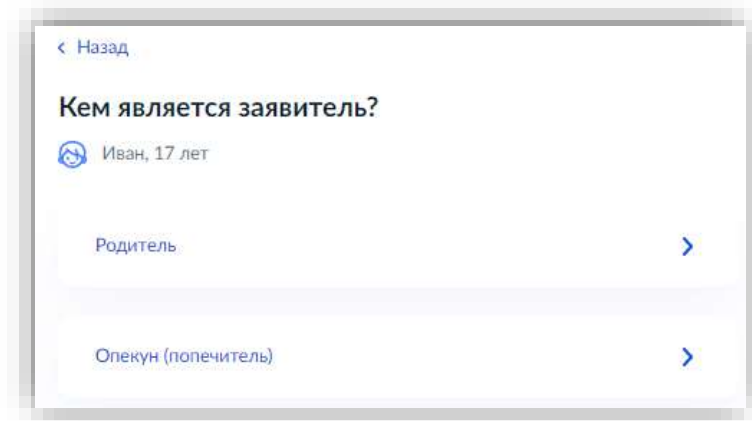 Назад
Кем является заявитель?
Иван, 17 лет
Родитель
Опекун (попечитель)